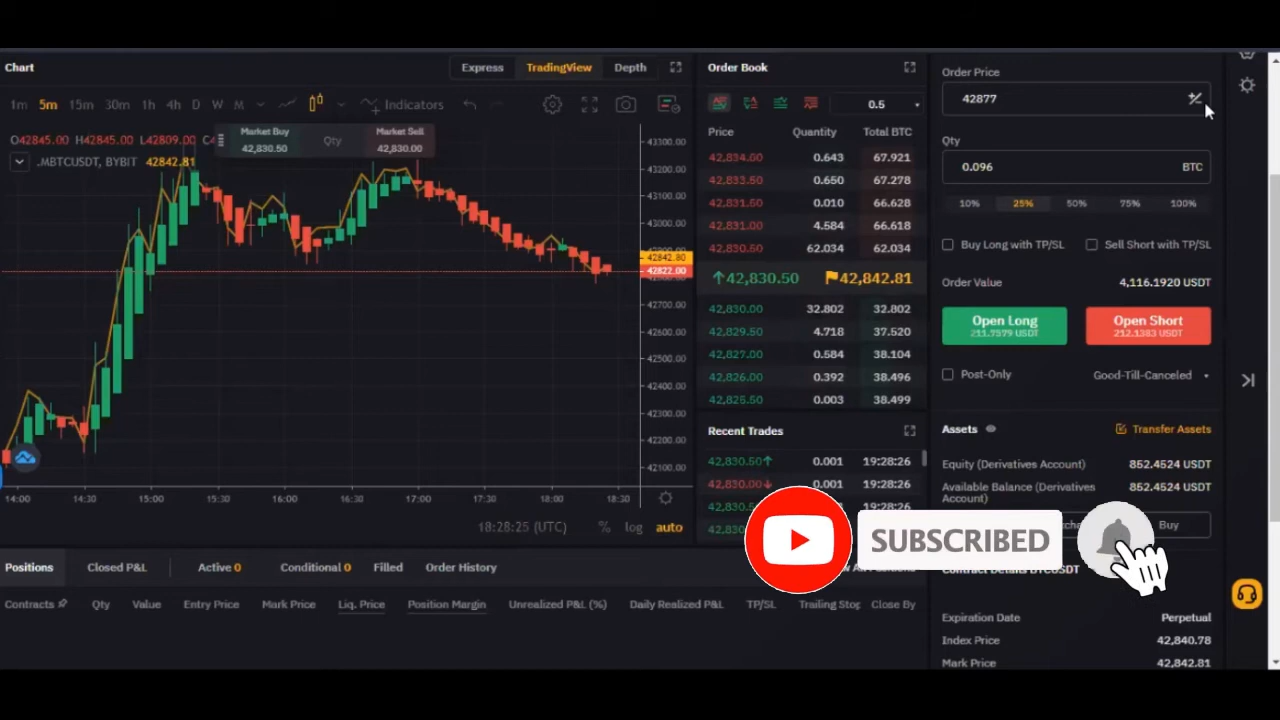 Chart
Express TradingView Depth
1m 5m 15m 30m 1h 4h D W M Indicators
O42845.00 H42845.00 L42809.00
Market Buy Qty Market Sell
42,830.50 42,830.00
.MBTCUSDT, BYBIT 42842.81
43300.00
43200.00
43100.00
43000.00
42842.80
42822.00
42700.00
42600.00
42500.00
42400.00
42300.00
42200.00
42100.00
14:00 14:30 15:00 15:30 16:00 16:30 17:00 17:30 18:00 18:30
18:28:25 (UTC) % log auto
Order Book
0.5
Price Quantity Total BTC
42,834.00 0.643 67.921
42,833.50 0.650 67.278
42,831.50 0.010 66.628
42,831.00 4.584 66.618
42,830.50 62.034 62.034
42,830.50 42,842.81
42,830.00 32.802 32.802
42,829.50 4.718 37.520
42,827.00 0.584 38.104
42,826.00 0.392 38.496
42,825.50 0.003 38.499
Recent Trades
42,830.50 0.001 19:28:26
42,830.00 0.001 19:28:26
Order Price
42877
Qty
0.096 BTC
10% 25% 50% 75% 100%
Buy Long with TP/SL Sell Short with TP/SL
Order Value 4,116.1920 USDT
Open Long
211.7579 USDT
Open Short
212.1383 USDT
Post-Only Good-Till-Canceled
Assets Transfer Assets
Equity (Derivatives Account) 852.4524 USDT
Available Balance (Derivatives Account) 852.4524 USDT
Buy
SUBSCRIBED
Contract Details BTCUSDT
Expiration Date Perpetual
Index Price 42,840.78
Mark Price 42,842.81
Positions Closed P&L Active 0 Conditional 0 Filled Order History
Contracts Qty Value Entry Price Mark Price Liq. Price Position Margin Unrealized P&L (%) Daily Realized P&L TP/SL Trailing Stop Close By